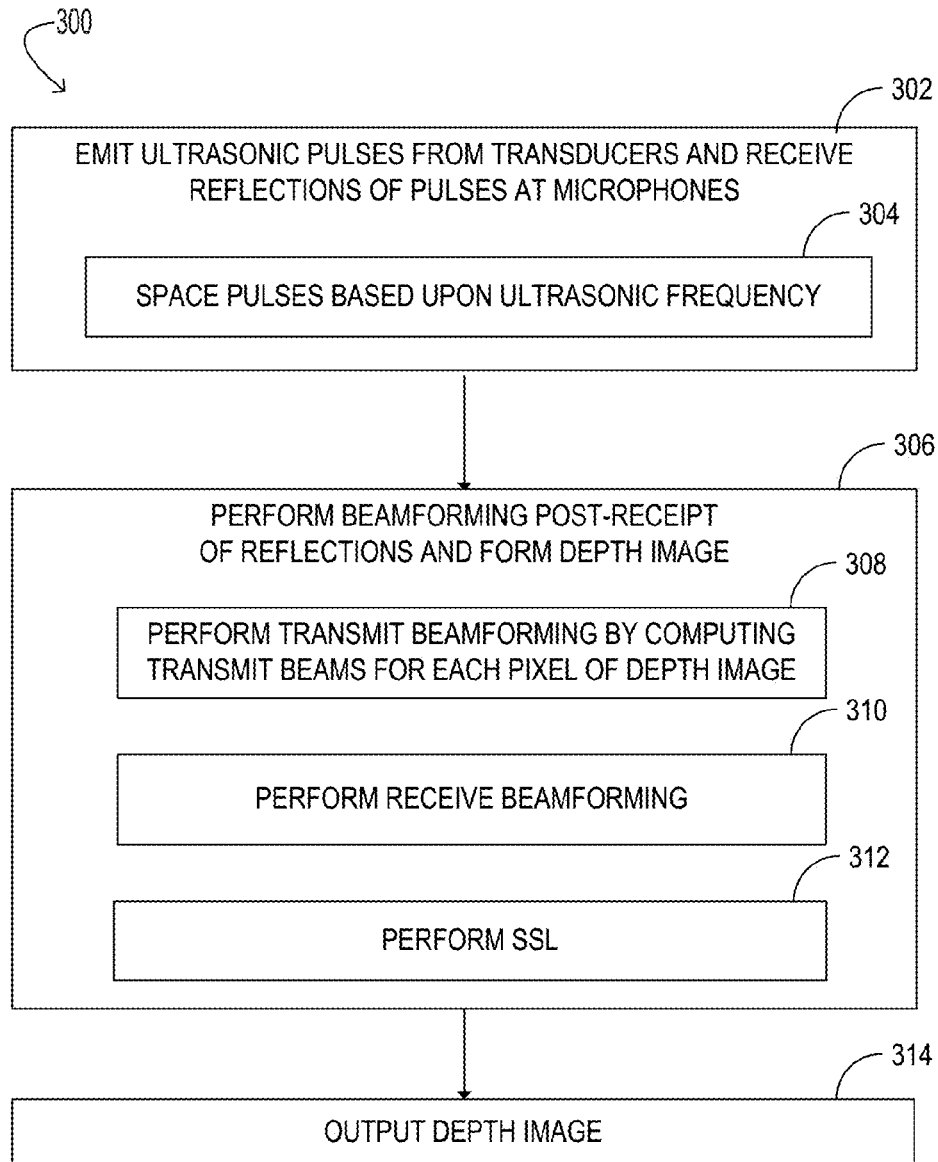 300
302
EMIT ULTRASONIC PULSES FROM TRANSDUCERS AND RECEIVE
REFLECTIONS OF PULSES AT MICROPHONES
304
SPACE PULSES BASED UPON ULTRASONIC FREQUENCY
306
PERFORM BEAMFORMING POST-RECEIPT
OF REFLECTIONS AND FORM DEPTH IMAGE
308
PERFORM TRANSMIT BEAMFORMING BY COMPUTING
TRANSMIT BEAMS FOR EACH PIXEL OF DEPTH IMAGE
310
PERFORM RECEIVE BEAMFORMING
312
PERFORM SSL
314
OUTPUT DEPTH IMAGE